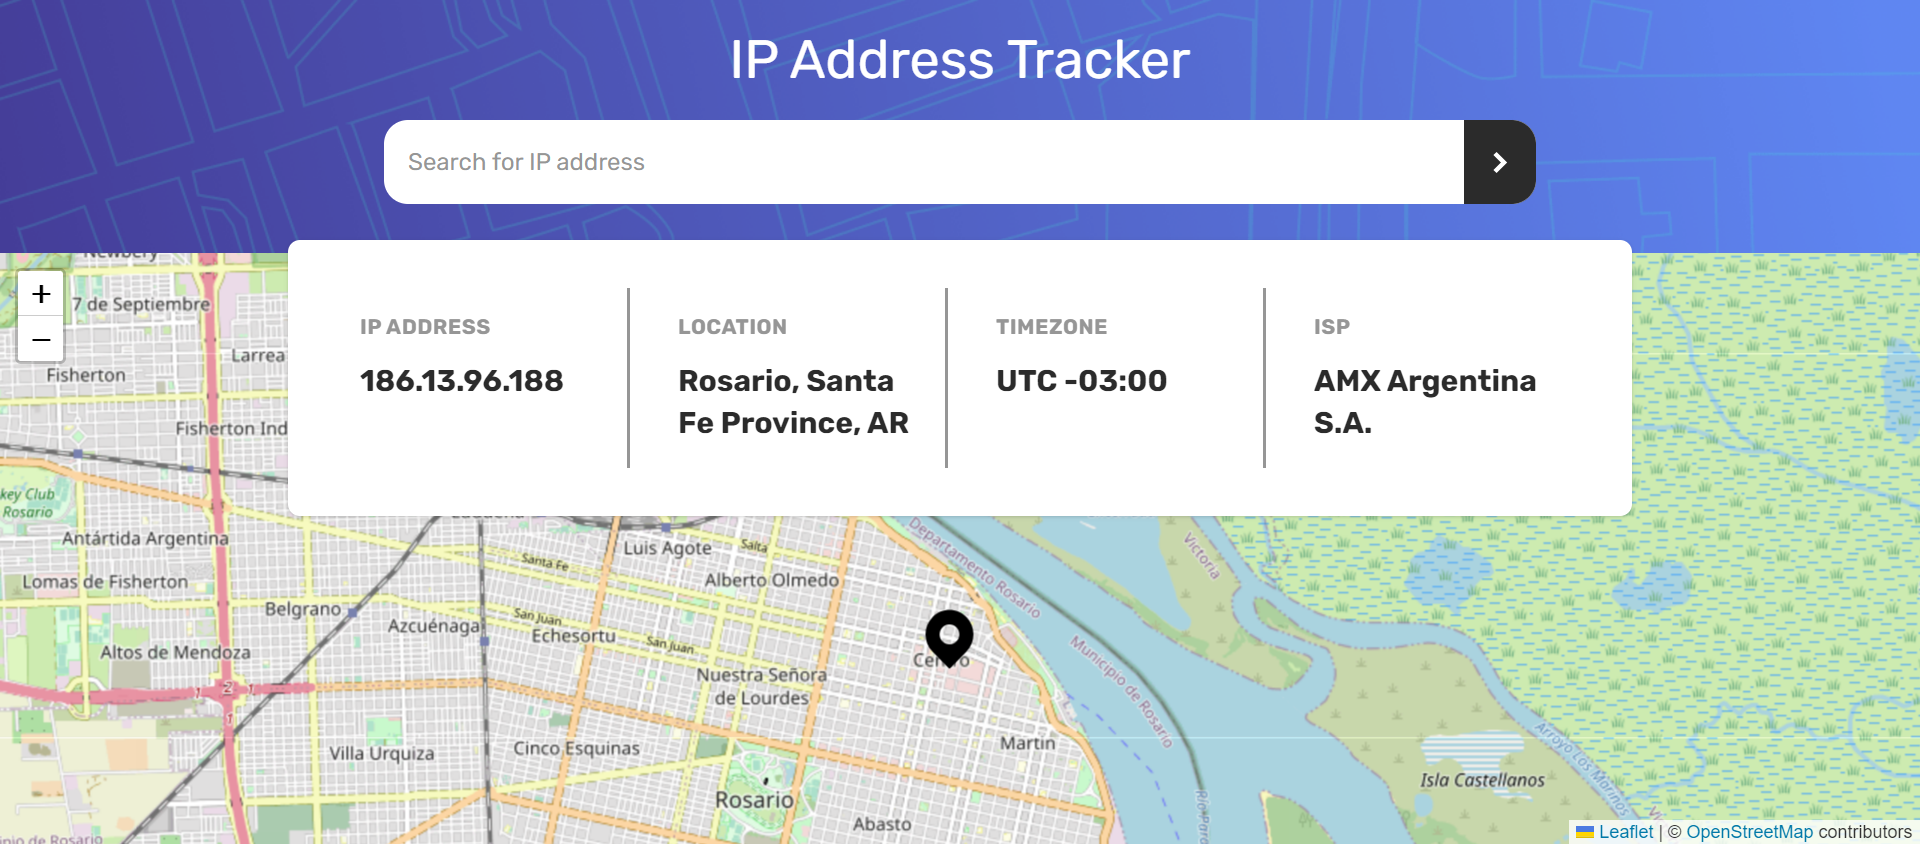 IP Address Tracker
Search for IP address
+
−
IP ADDRESS
186.13.96.188
LOCATION
Rosario, Santa
Fe Province, AR
TIMEZONE
UTC -03:00
ISP
AMX Argentina
S.A.
Newbery
7 de Septiembre
Larrea
Fisherton
Fisherton Ind
key Club
Rosario
Antártida Argentina
Lomas de Fisherton
Belgrano
Azcuénaga
Altos de Mendoza
Luis Agote
Salta
Santa Fe
Alberto Olmedo
San Juan
Echesortu
San Juan
Nuestra Señora
de Lourdes
Centro
Departamento Rosario
Victoria
Municipio de Rosario
1
2
1
1
Villa Urquiza
Cinco Esquinas
Martin
Rosario
Abasto
Isla Castellanos
Arroyo Los Marinos
nio de Rosario
Leaflet | © OpenStreetMap contributors